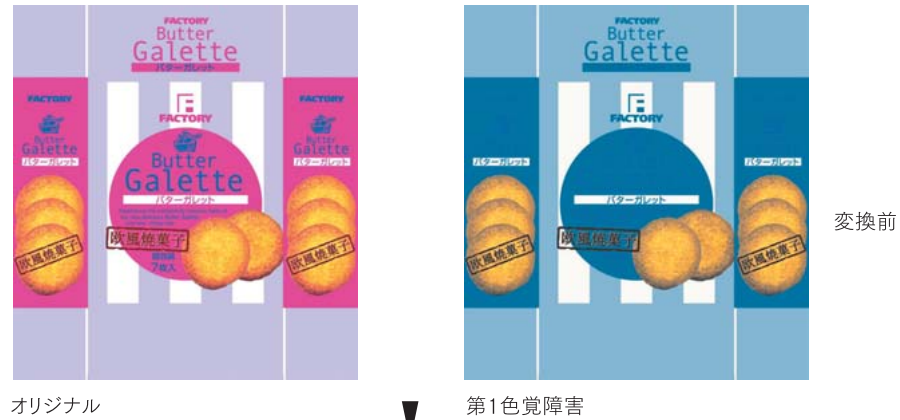 FACTORY
Butter
Galette
バターガレット
FACTORY
Butter
Galette
バターガレット
欧風焼菓子
F
FACTORY
Butter
Galette
バターガレット
欧風焼菓子
個包装
7枚入
FACTORY
Butter
Galette
バターガレット
欧風焼菓子
オリジナル
FACTORY
Butter
Galette
バターガレット
欧風焼菓子
F
FACTORY
バターガレット
欧風焼菓子
バターガレット
欧風焼菓子
第1色覚障害
変換前